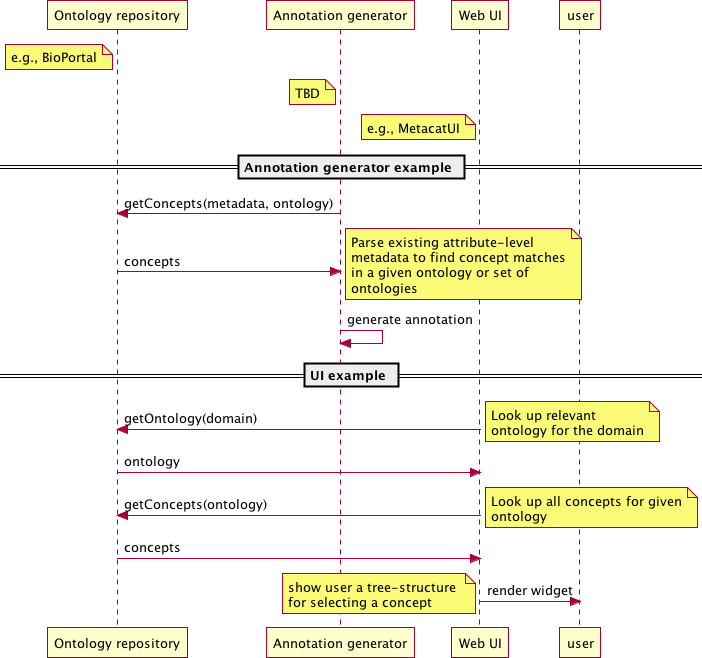 Ontology repository
Annotation generator
Web UI
user
e.g., BioPortal
TBD
e.g., MetacatUI
Annotation generator example
getConcepts(metadata, ontology)
concepts
Parse existing attribute-level
metadata to find concept matches
in a given ontology or set of
ontologies
generate annotation
UI example
getOntology(domain)
Look up relevant
ontology for the domain
ontology
getConcepts(ontology)
Look up all concepts for given
ontology
concepts
show user a tree-structure
for selecting a concept
render widget
Ontology repository
Annotation generator
Web UI
user